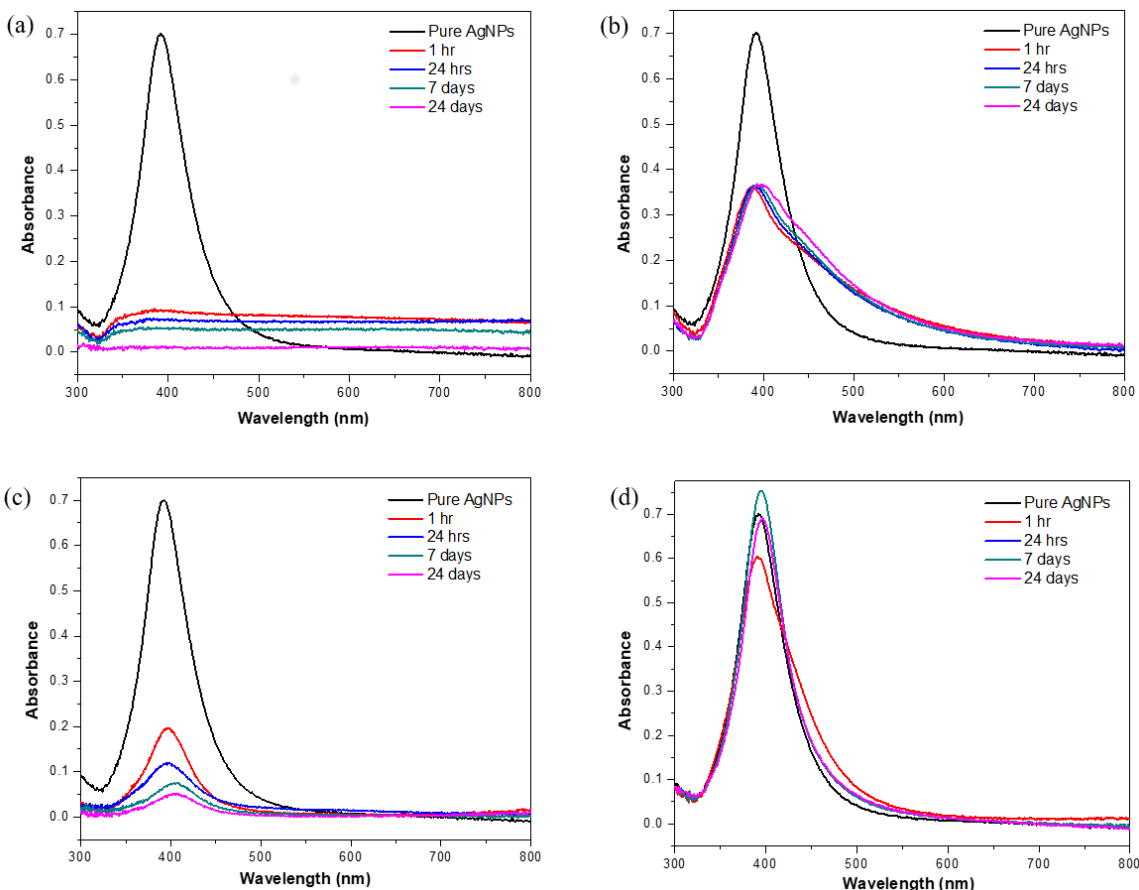 (a)
Pure AgNPs
1 hr
24 hrs
7 days
24 days
Absorbance
0.7
0.6
0.5
0.4
0.3
0.2
0.1
0.0
300 400 500 600 700 800
Wavelength (nm)
(b)
Pure AgNPs
1 hr
24 hrs
7 days
24 days
Absorbance
0.7
0.6
0.5
0.4
0.3
0.2
0.1
0.0
300 400 500 600 700 800
Wavelength (nm)
(c)
Pure AgNPs
1 hr
24 hrs
7 days
24 days
Absorbance
0.7
0.6
0.5
0.4
0.3
0.2
0.1
0.0
300 400 500 600 700 800
Wavelength (nm)
(d)
Pure AgNPs
1 hr
24 hrs
7 days
24 days
Absorbance
0.7
0.6
0.5
0.4
0.3
0.2
0.1
0.0
300 400 500 600 700 800
Wavelength (nm)